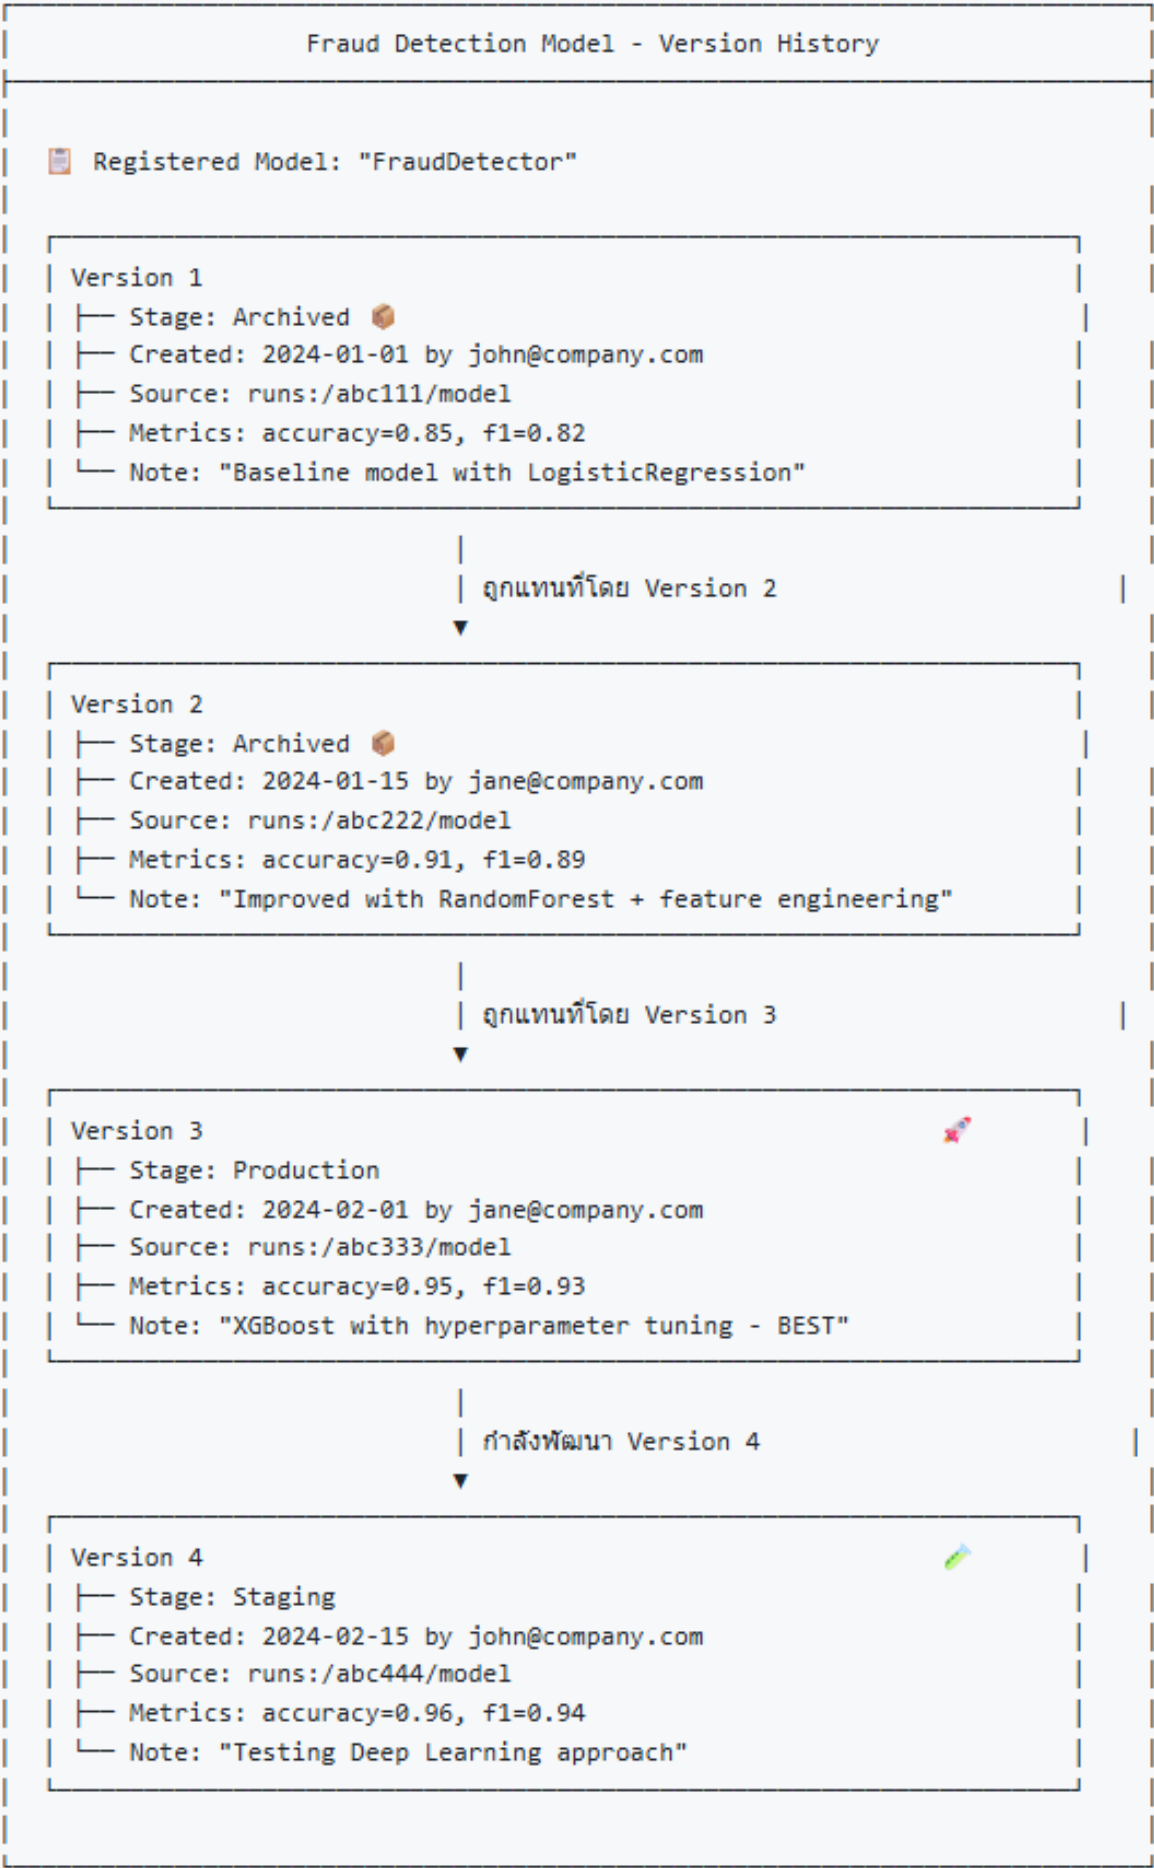 Fraud Detection Model - Version History
📋 Registered Model: "FraudDetector"
Version 1
├── Stage: Archived 📦
├── Created: 2024-01-01 by john@company.com
├── Source: runs:/abc111/model
├── Metrics: accuracy=0.85, f1=0.82
└── Note: "Baseline model with LogisticRegression"
ถูกแทนที่โดย Version 2
▼
Version 2
├── Stage: Archived 📦
├── Created: 2024-01-15 by jane@company.com
├── Source: runs:/abc222/model
├── Metrics: accuracy=0.91, f1=0.89
└── Note: "Improved with RandomForest + feature engineering"
ถูกแทนที่โดย Version 3
▼
Version 3 🚀
├── Stage: Production
├── Created: 2024-02-01 by jane@company.com
├── Source: runs:/abc333/model
├── Metrics: accuracy=0.95, f1=0.93
└── Note: "XGBoost with hyperparameter tuning - BEST"
กำลังพัฒนา Version 4
▼
Version 4 🧪
├── Stage: Staging
├── Created: 2024-02-15 by john@company.com
├── Source: runs:/abc444/model
├── Metrics: accuracy=0.96, f1=0.94
└── Note: "Testing Deep Learning approach"